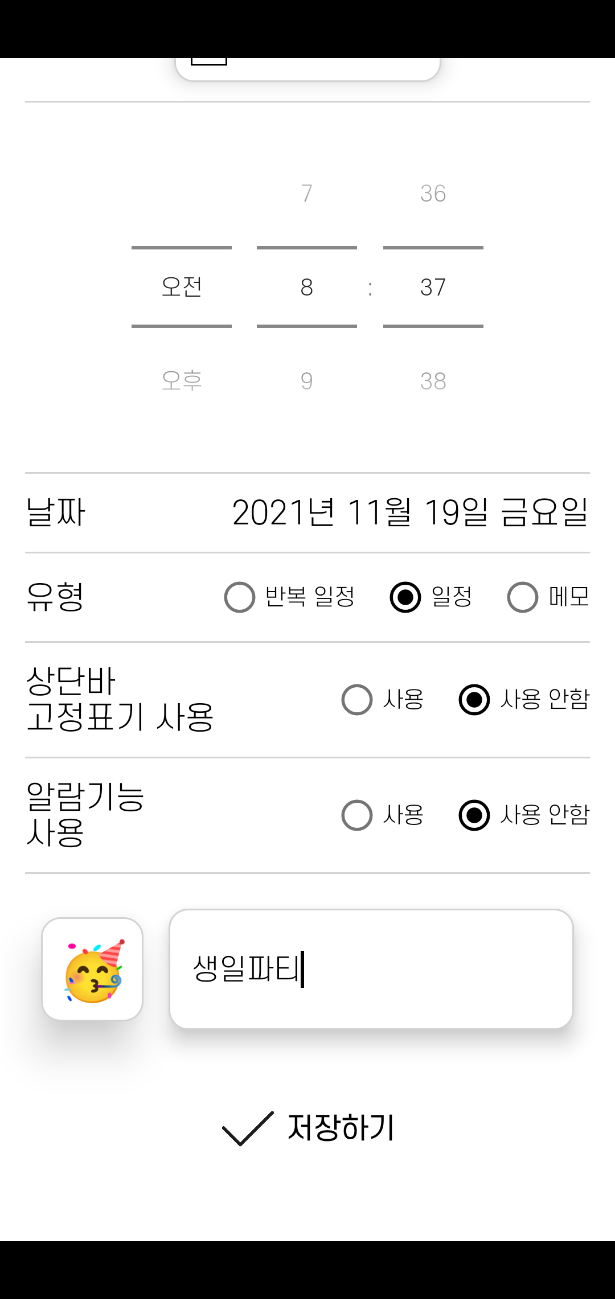 7 36
오전 8 : 37
오후 9 38
날짜 2021년 11월 19일 금요일
유형 반복 일정 일정 메모
상단바
고정표기 사용 사용 사용 안함
알람기능
사용 사용 사용 안함
생일파티
저장하기